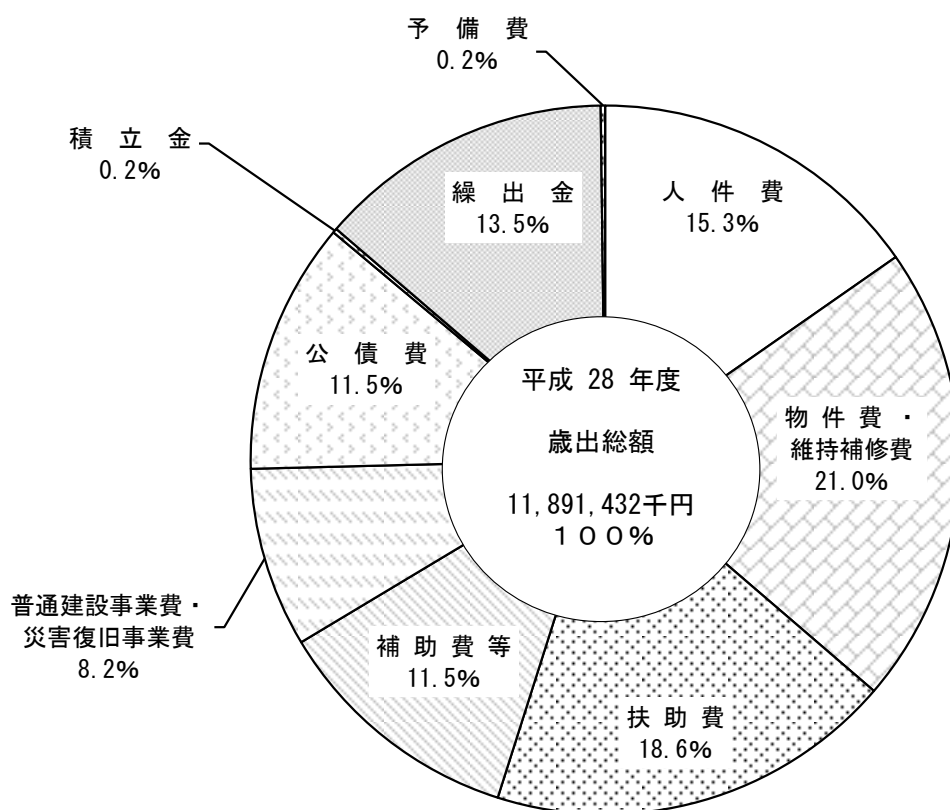 予 備 費
0.2%
積 立 金
0.2%
繰 出 金
13.5%
人 件 費
15.3%
公 債 費
11.5%
平成 28 年度
歳出総額
11,891,432千円
１００％
物 件 費 ・
維持補修費
21.0%
普通建設事業費・
災害復旧事業費
8.2%
補 助 費 等
11.5%
扶 助 費
18.6%